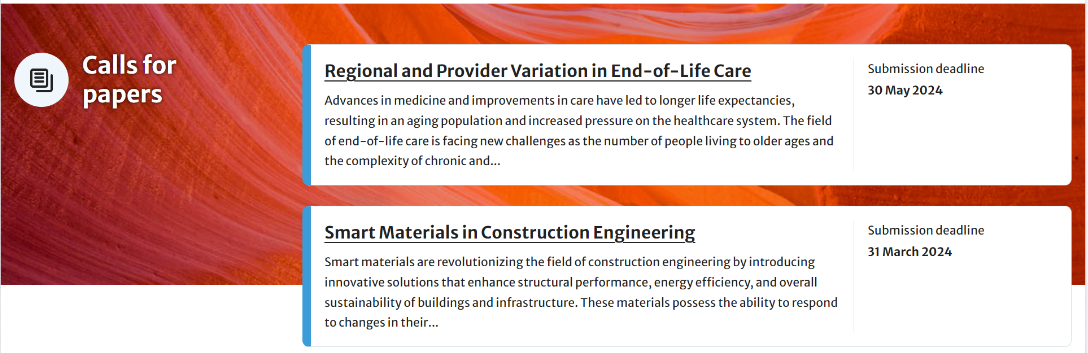 Calls for
papers
Regional and Provider Variation in End-of-Life Care
Advances in medicine and improvements in care have led to longer life expectancies,
resulting in an aging population and increased pressure on the healthcare system. The field
of end-of-life care is facing new challenges as the number of people living to older ages and
the complexity of chronic and...
Submission deadline
30 May 2024
Smart Materials in Construction Engineering
Smart materials are revolutionizing the field of construction engineering by introducing
innovative solutions that enhance structural performance, energy efficiency, and overall
sustainability of buildings and infrastructure. These materials possess the ability to respond
to changes in their...
Submission deadline
31 March 2024